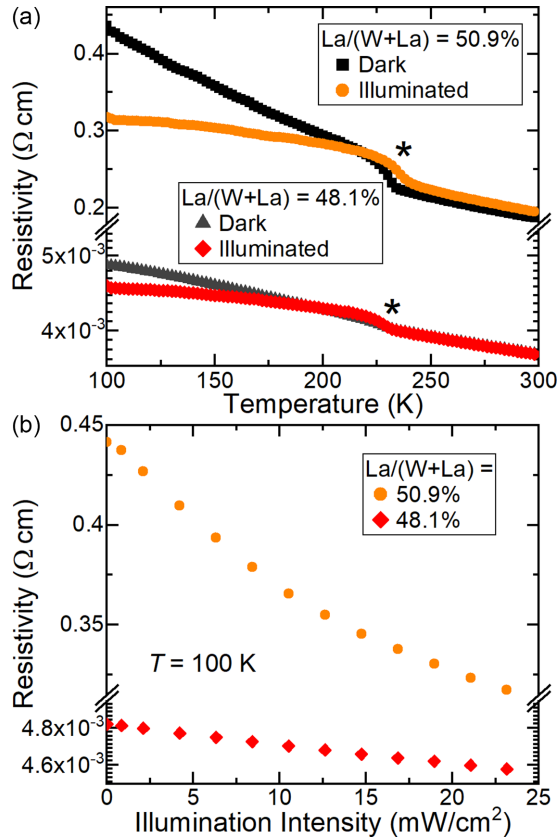 (a)
La/(W+La) = 50.9%
Dark
Illuminated
*
0.4
0.3
0.2
La/(W+La) = 48.1%
Dark
Illuminated
*
5x10⁻³
4x10⁻³
Resistivity (Ω cm)
100 150 200 250 300
Temperature (K)
(b)
0.45
0.4
0.35
La/(W+La) =
50.9%
48.1%
T = 100 K
4.8x10⁻³
4.6x10⁻³
Resistivity (Ω cm)
0 5 10 15 20 25
Illumination Intensity (mW/cm²)